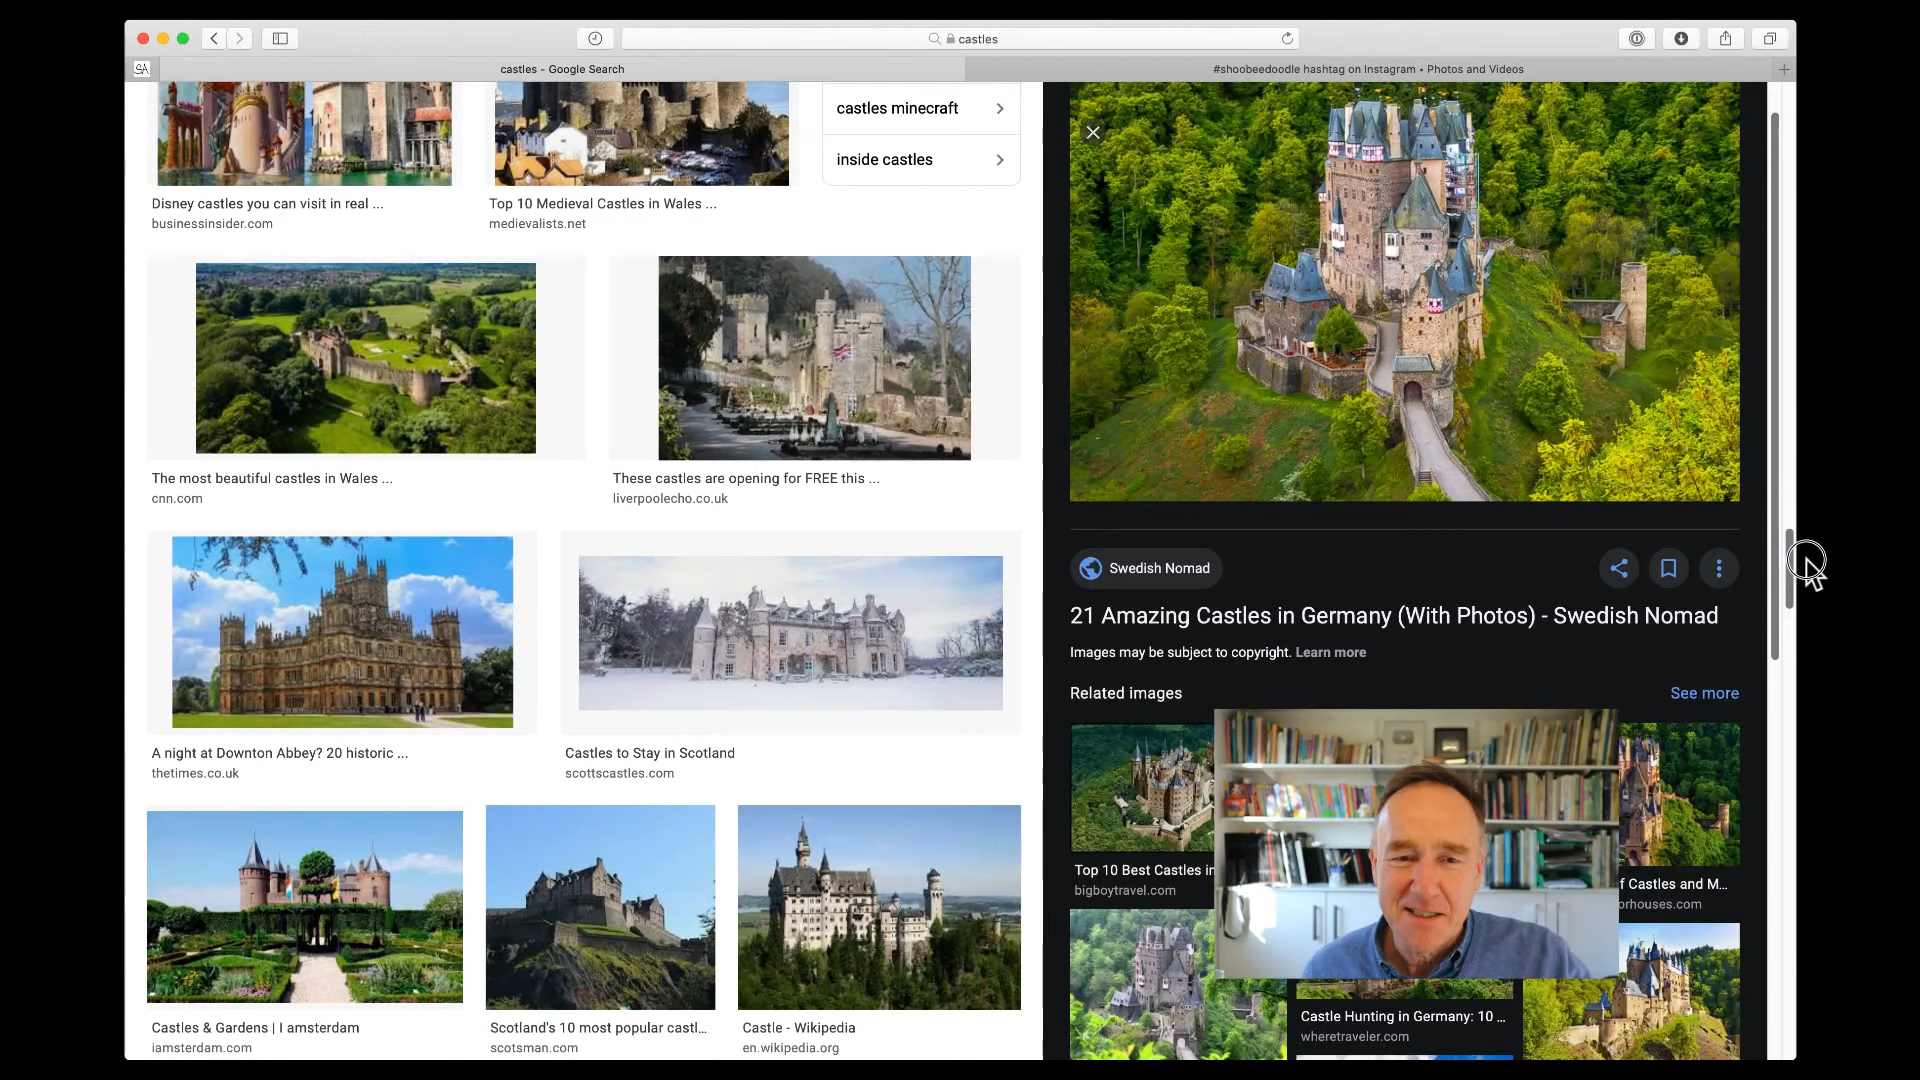 castles
SA
castles - Google Search
#shoobeedoodle hashtag on Instagram • Photos and Videos
castles minecraft
inside castles
Disney castles you can visit in real ...
businessinsider.com
Top 10 Medieval Castles in Wales ...
medievalists.net
The most beautiful castles in Wales ...
cnn.com
These castles are opening for FREE this ...
liverpoolecho.co.uk
A night at Downton Abbey? 20 historic ...
thetimes.co.uk
Castles to Stay in Scotland
scottscastles.com
Castles & Gardens | I amsterdam
iamsterdam.com
Scotland's 10 most popular castl...
scotsman.com
Castle - Wikipedia
en.wikipedia.org
Swedish Nomad
21 Amazing Castles in Germany (With Photos) - Swedish Nomad
Images may be subject to copyright. Learn more
Related images
See more
Top 10 Best Castles in
bigboytravel.com
f Castles and M...
orhouses.com
Castle Hunting in Germany: 10 ...
wheretraveler.com